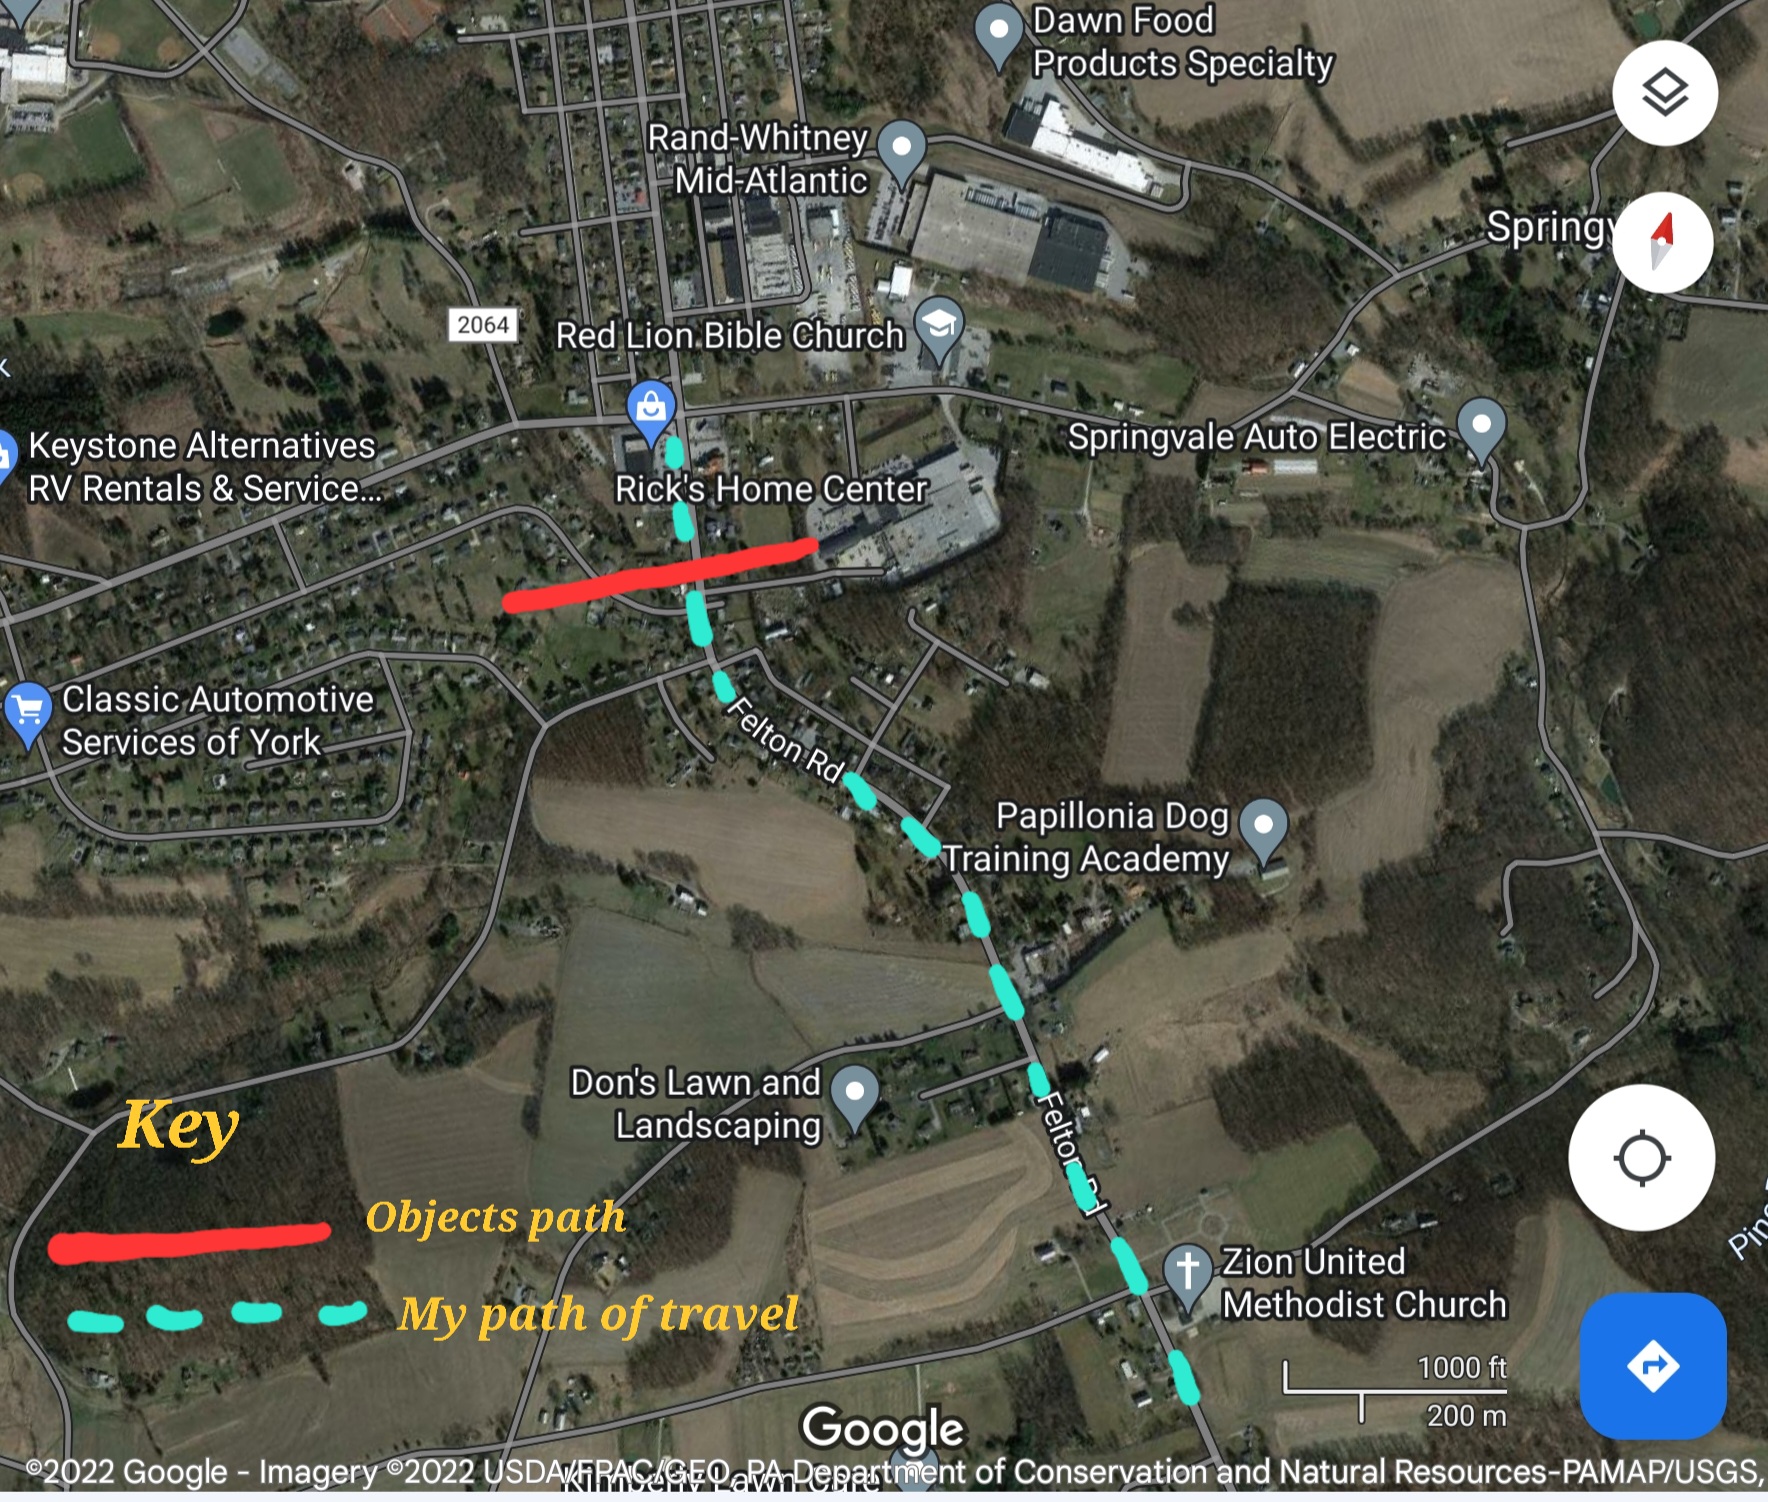 Dawn Food
Products Specialty
Rand-Whitney
Mid-Atlantic
2064
Red Lion Bible Church
Keystone Alternatives
RV Rentals & Service...
Springvale Auto Electric
Rick's Home Center
Classic Automotive
Services of York
Felton Rd
Papillonia Dog
Training Academy
Don's Lawn and
Landscaping
Felton Rd
Key
Objects path
My path of travel
Zion United
Methodist Church
1000 ft
200 m
Google
Kimberly Lawn Care
©2022 Google - Imagery ©2022 USDA/FPAC/GEO, PA Department of Conservation and Natural Resources-PAMAP/USGS,